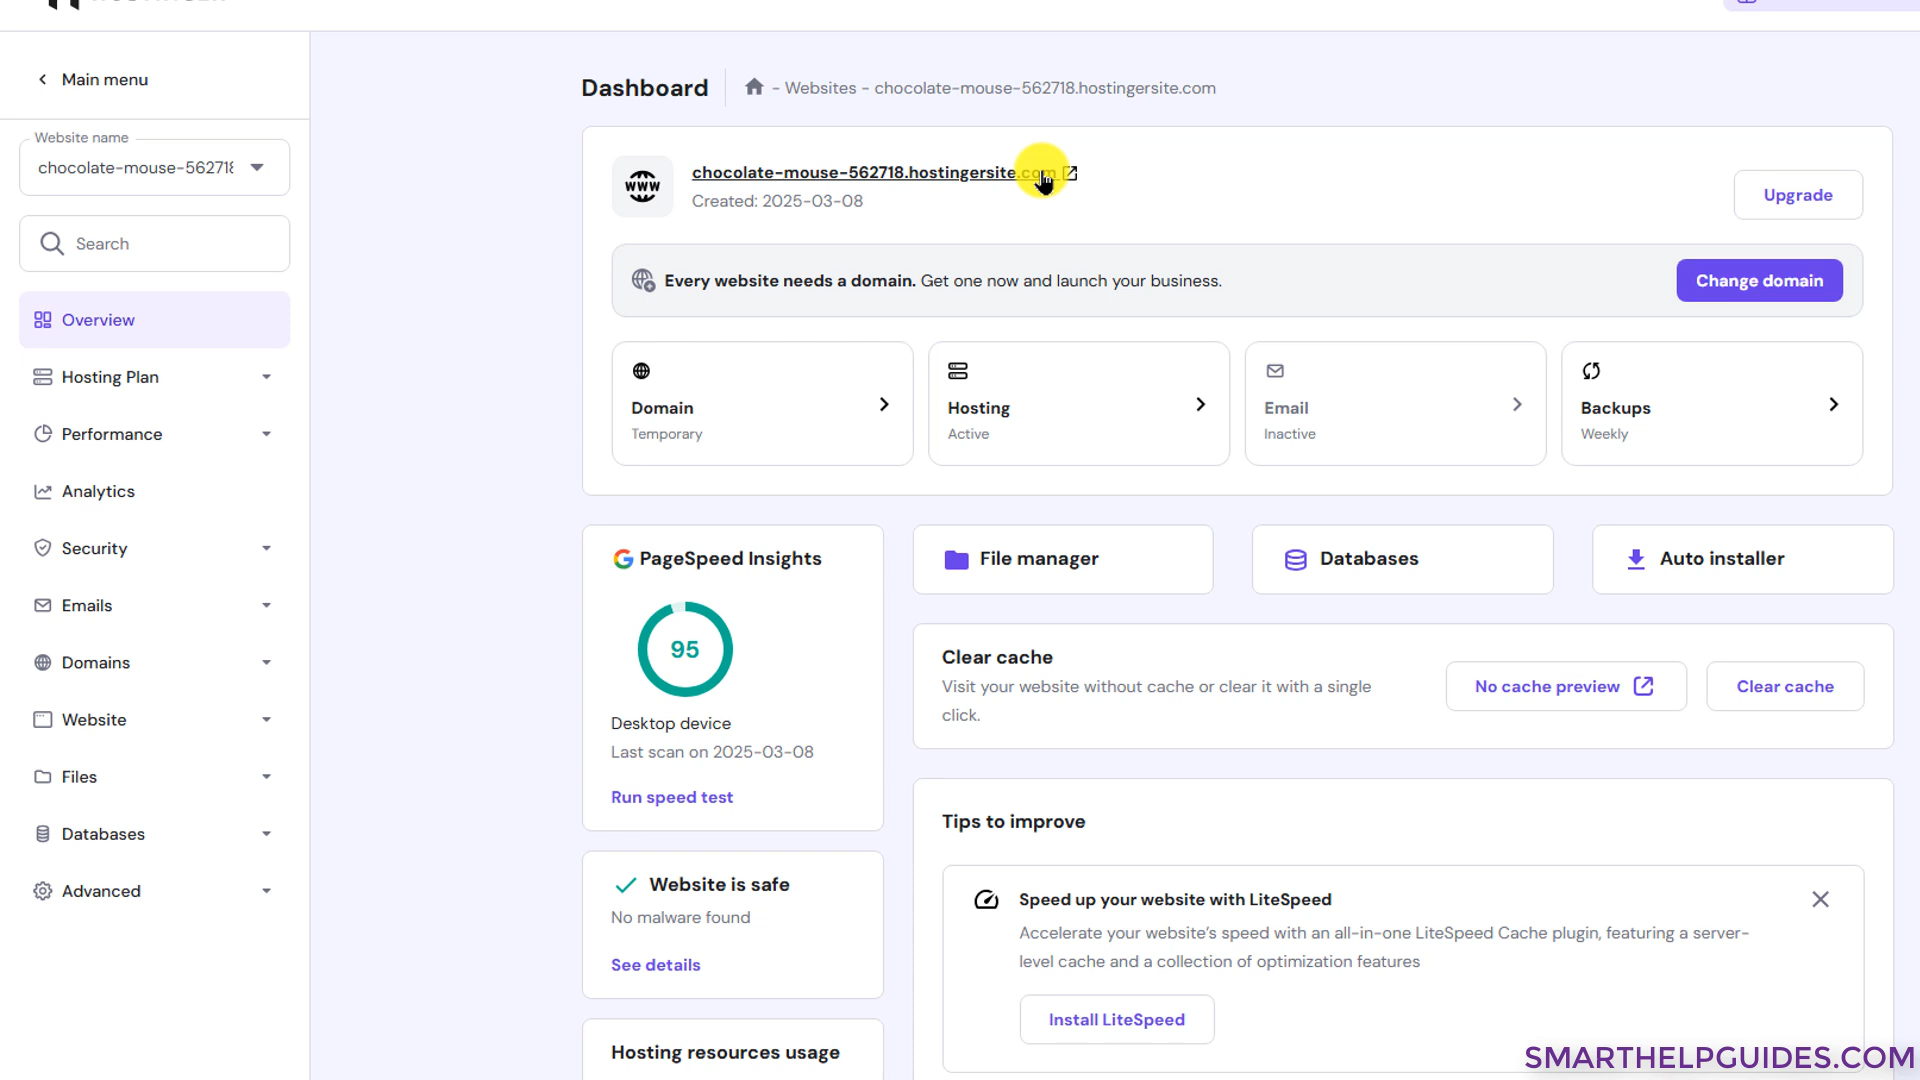 Main menu
Website name
chocolate-mouse-56271
Search
Overview
Hosting Plan
Performance
Analytics
Security
Emails
Domains
Website
Files
Databases
Advanced
Dashboard
- Websites - chocolate-mouse-562718.hostingersite.com
www
chocolate-mouse-562718.hostingersite.com
Created: 2025-03-08
Upgrade
Every website needs a domain. Get one now and launch your business.
Change domain
Domain
Temporary
Hosting
Active
Email
Inactive
Backups
Weekly
PageSpeed Insights
95
Desktop device
Last scan on 2025-03-08
Run speed test
Website is safe
No malware found
See details
Hosting resources usage
File manager
Databases
Auto installer
Clear cache
Visit your website without cache or clear it with a single
click.
No cache preview
Clear cache
Tips to improve
Speed up your website with LiteSpeed
Accelerate your website's speed with an all-in-one LiteSpeed Cache plugin, featuring a server-
level cache and a collection of optimization features
Install LiteSpeed
SMARTHELPGUIDES.COM